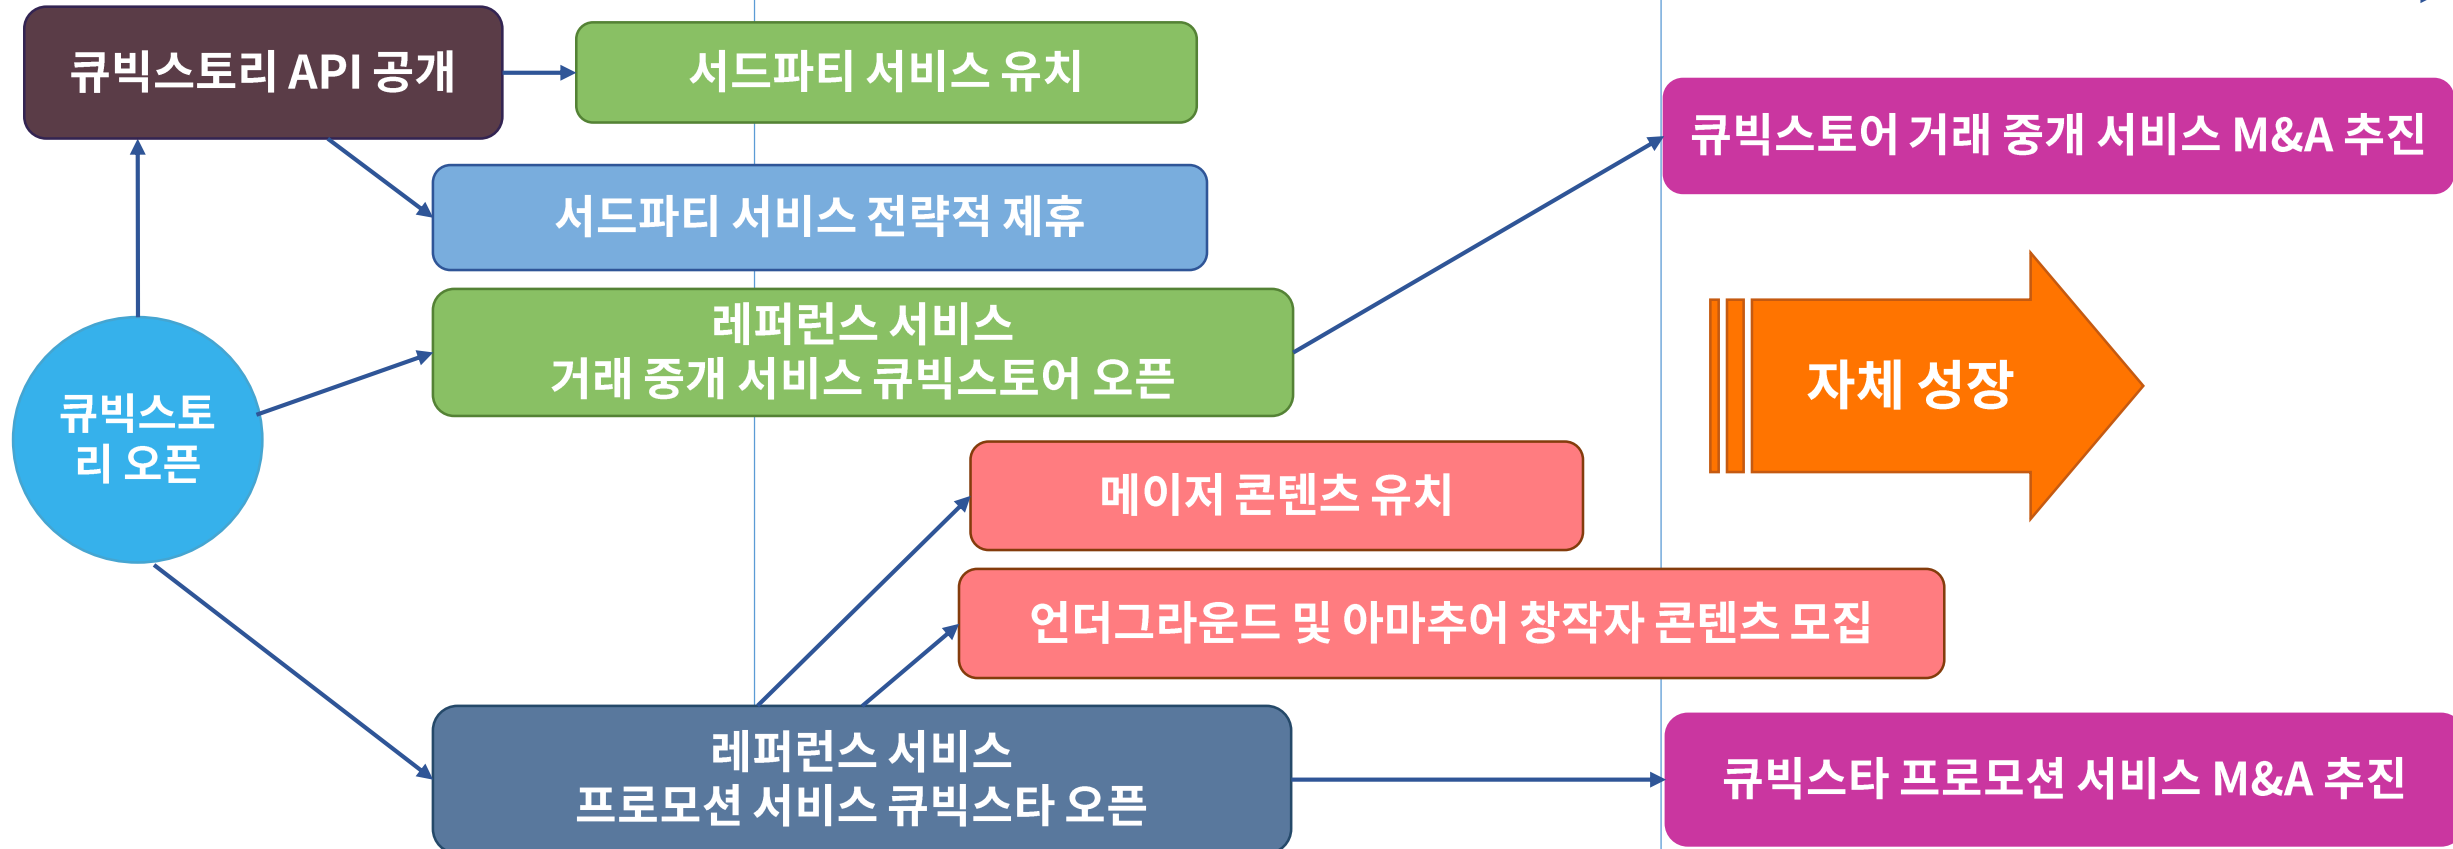 큐빅스토리 API 공개
서드파티 서비스 유치
큐빅스토어 거래 중개 서비스 M&A 추진
서드파티 서비스 전략적 제휴
레퍼런스 서비스
거래 중개 서비스 큐빅스토어 오픈
자체 성장
큐빅스토
리 오픈
메이저 콘텐츠 유치
언더그라운드 및 아마추어 창작자 콘텐츠 모집
레퍼런스 서비스
프로모션 서비스 큐빅스타 오픈
큐빅스타 프로모션 서비스 M&A 추진